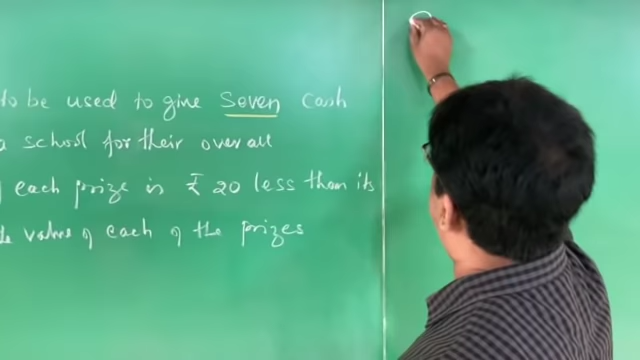 to be used to give Seven Cash
a school for their overall
each prize is ₹ 20 less than its
value of each of the prizes